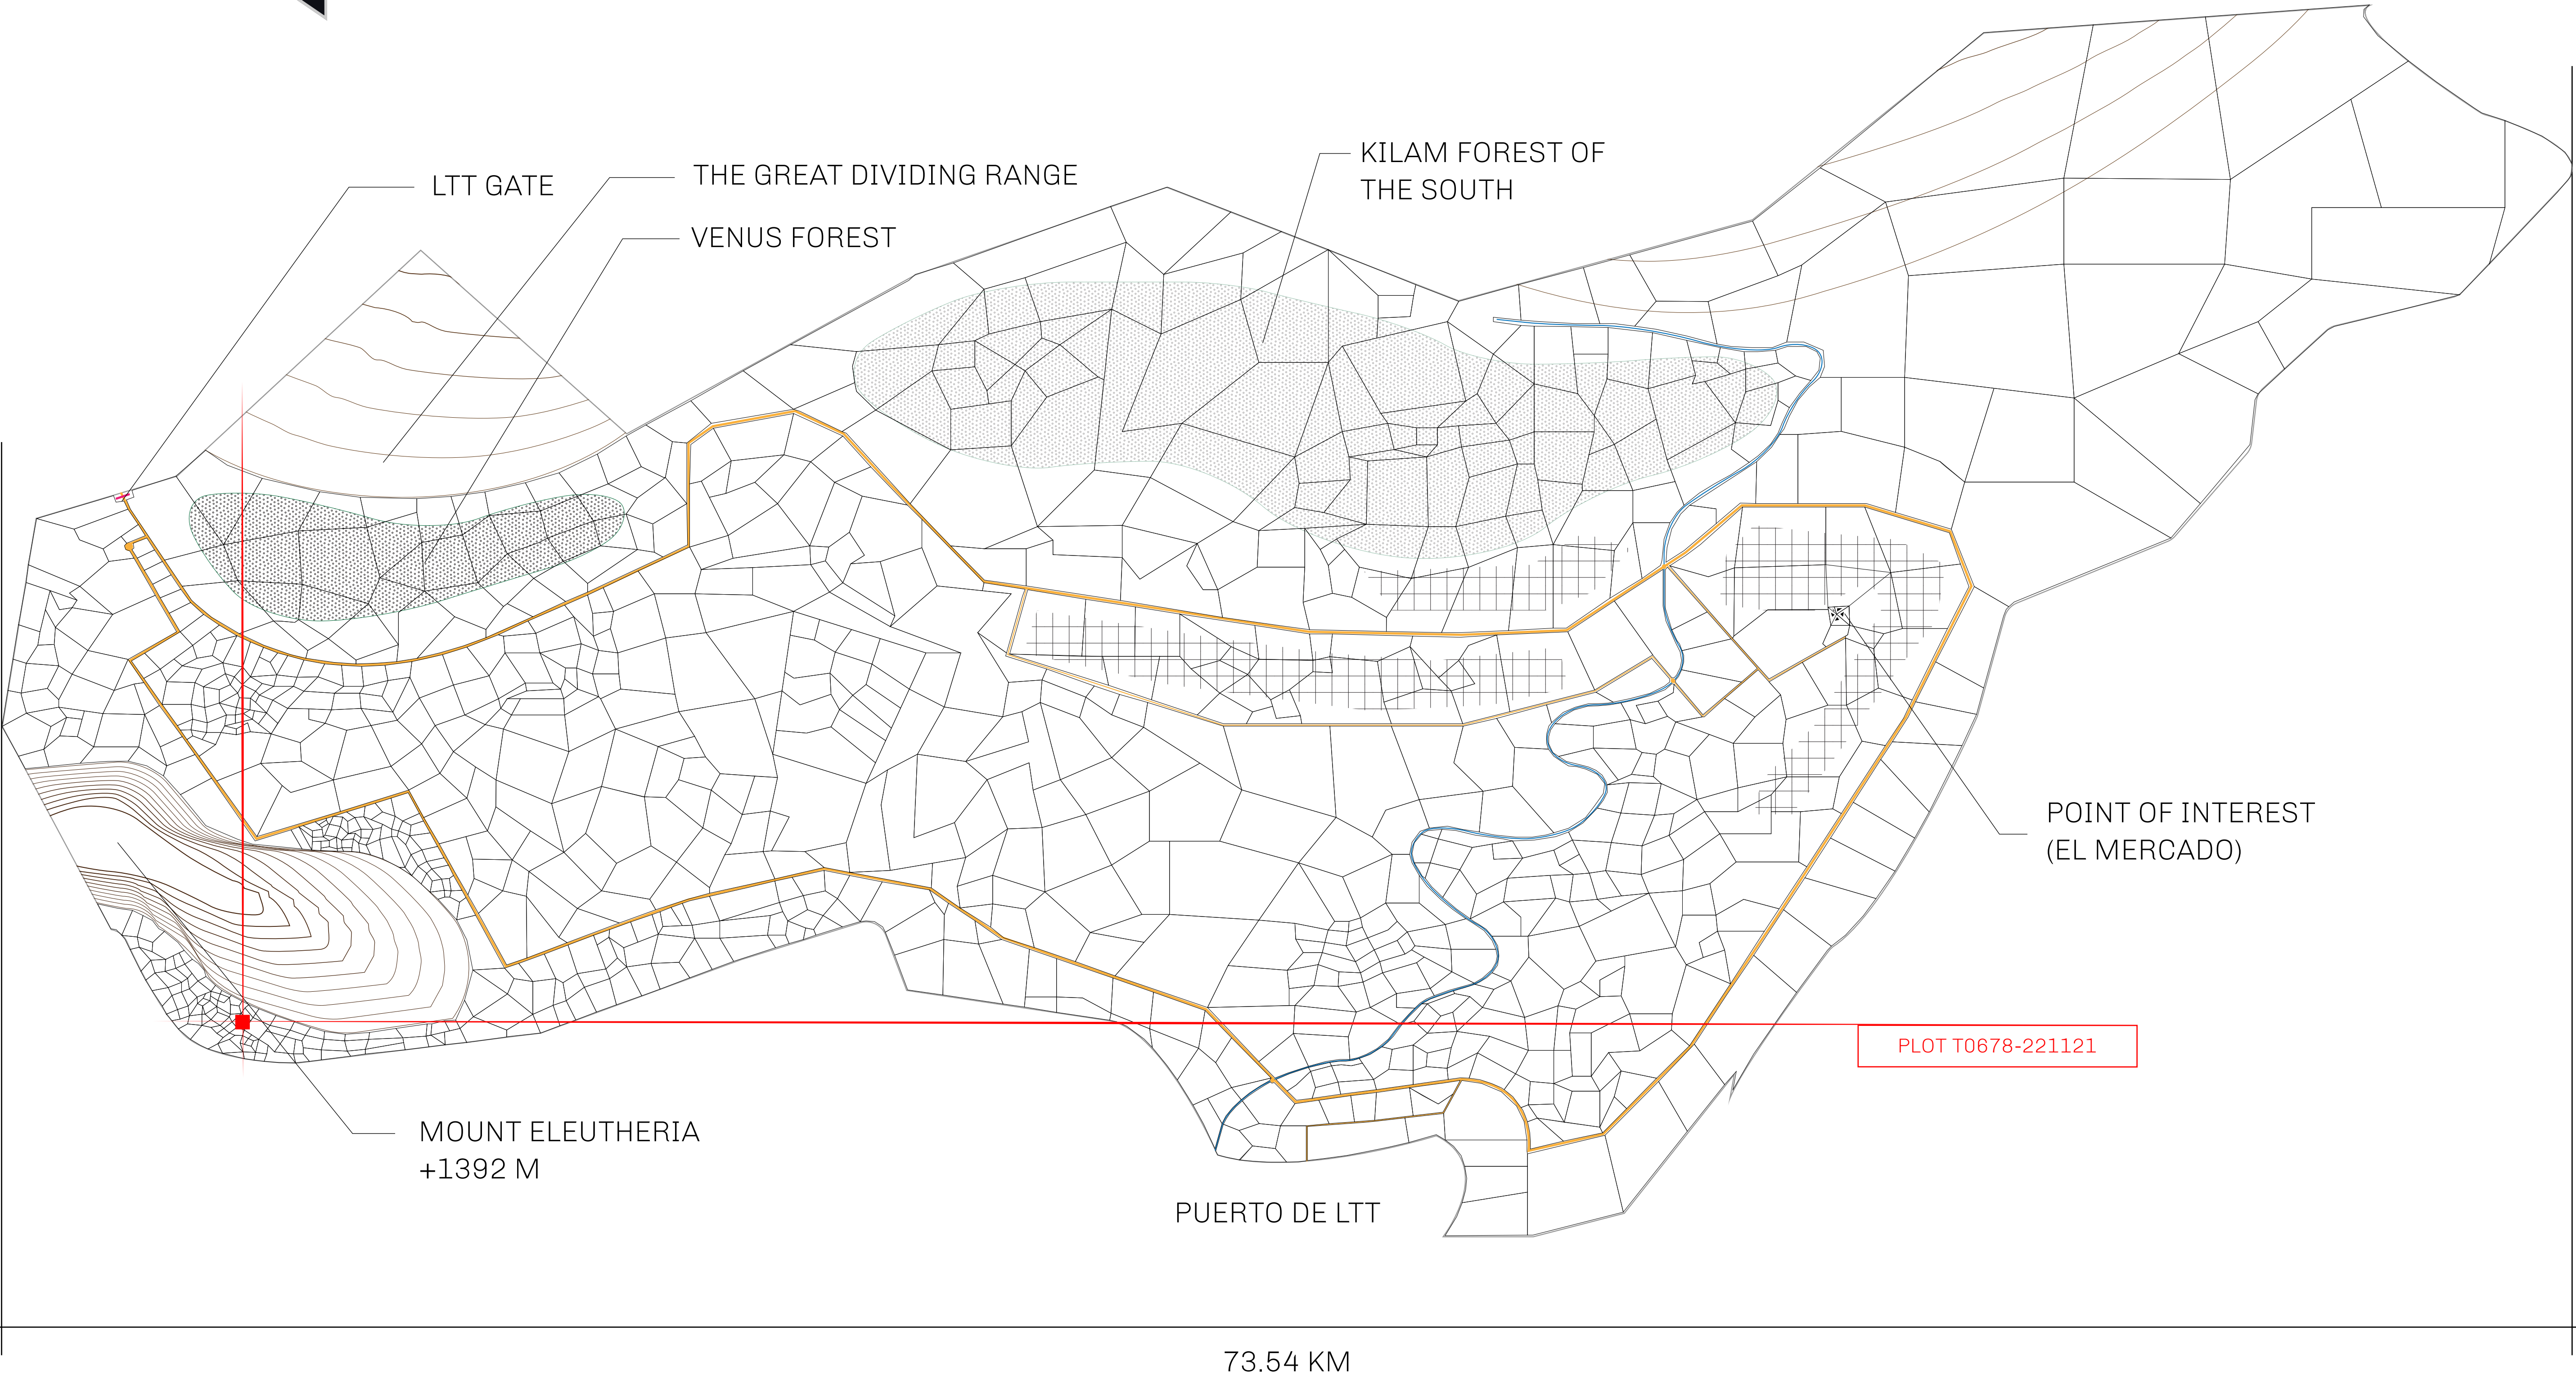 KILAM FOREST OF
THE SOUTH
LTT GATE
THE GREAT DIVIDING RANGE
VENUS FOREST
POINT OF INTEREST
(EL MERCADO)
PLOT T0678-221121
MOUNT ELEUTHERIA
+1392 M
PUERTO DE LTT
73.54 KM